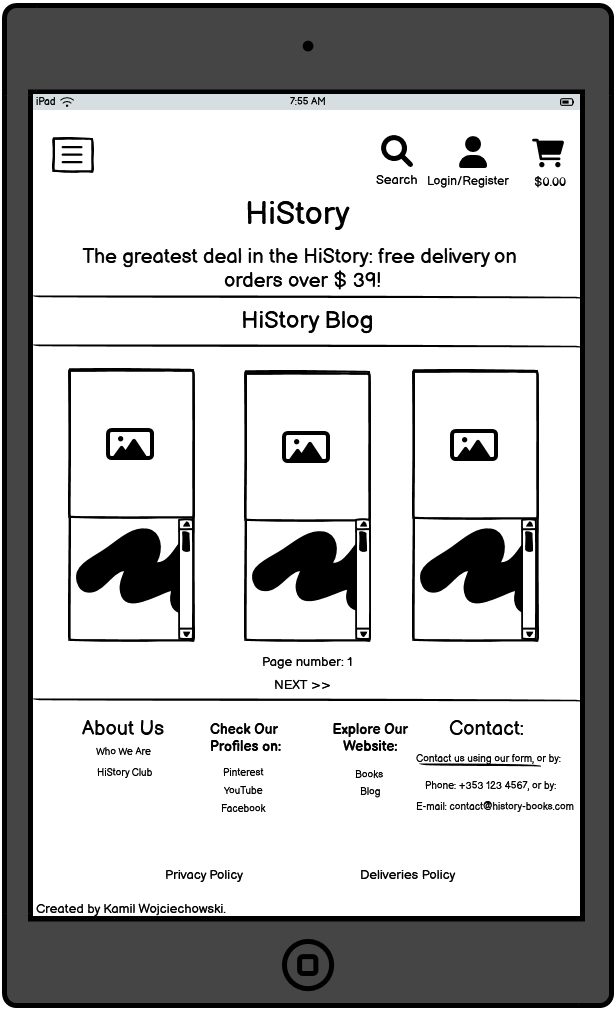 iPad
7:55 AM
Search
Login/Register
$0.00
HiStory
The greatest deal in the HiStory: free delivery on
orders over $ 39!
HiStory Blog
Page number: 1
NEXT >>
About Us
Who We Are
HiStory Club
Check Our
Profiles on:
Pinterest
YouTube
Facebook
Explore Our
Website:
Books
Blog
Contact:
Contact us using our form, or by:
Phone: +353 123 4567, or by:
E-mail: contact@history-books.com
Privacy Policy
Deliveries Policy
Created by Kamil Wojciechowski.